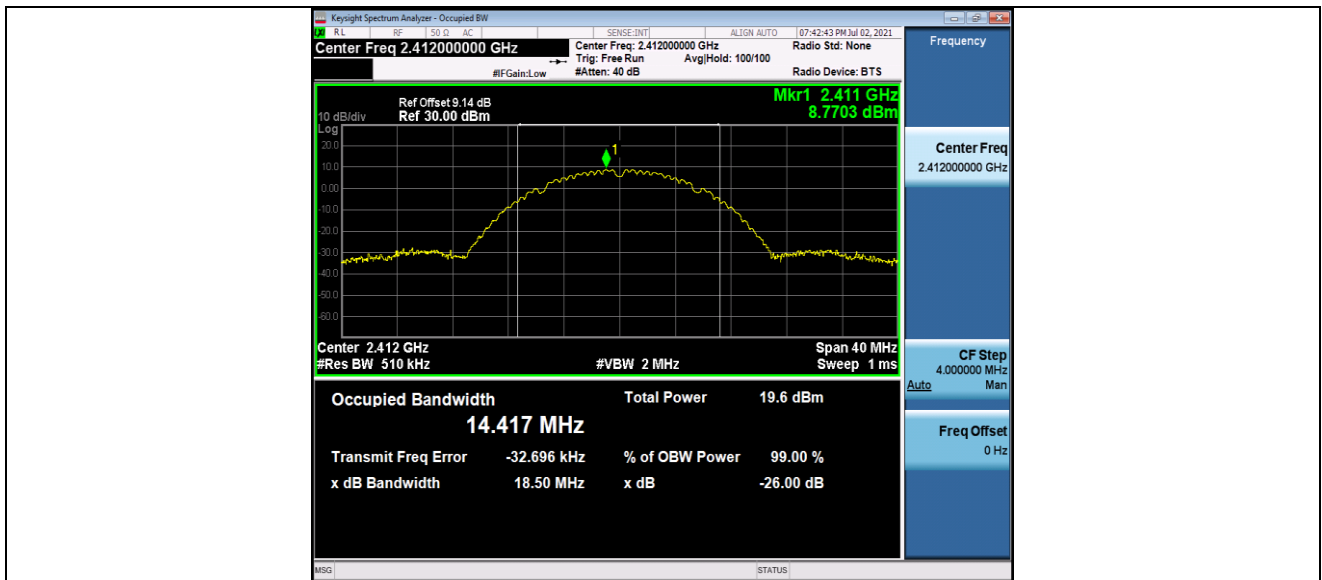 Keysight Spectrum Analyzer - Occupied BW
LXI RL RF 50 Ω AC SENSE:INT ALIGN AUTO 07:42:43 PM Jul 02, 2021
Center Freq 2.412000000 GHz
Center Freq: 2.412000000 GHz Radio Std: None
Trig: Free Run Avg|Hold: 100/100
#IFGain:Low #Atten: 40 dB Radio Device: BTS
Frequency
Mkr1 2.411 GHz
8.7703 dBm
Ref Offset 9.14 dB
10 dB/div Ref 30.00 dBm
Log
20.0
10.0
0.00
-10.0
-20.0
-30.0
-40.0
-50.0
-60.0
1
Center 2.412 GHz Span 40 MHz
#Res BW 510 kHz #VBW 2 MHz Sweep 1 ms
Occupied Bandwidth Total Power 19.6 dBm
14.417 MHz
Transmit Freq Error -32.696 kHz % of OBW Power 99.00 %
x dB Bandwidth 18.50 MHz x dB -26.00 dB
Center Freq
2.412000000 GHz
CF Step
4.000000 MHz
Auto Man
Freq Offset
0 Hz
MSG STATUS